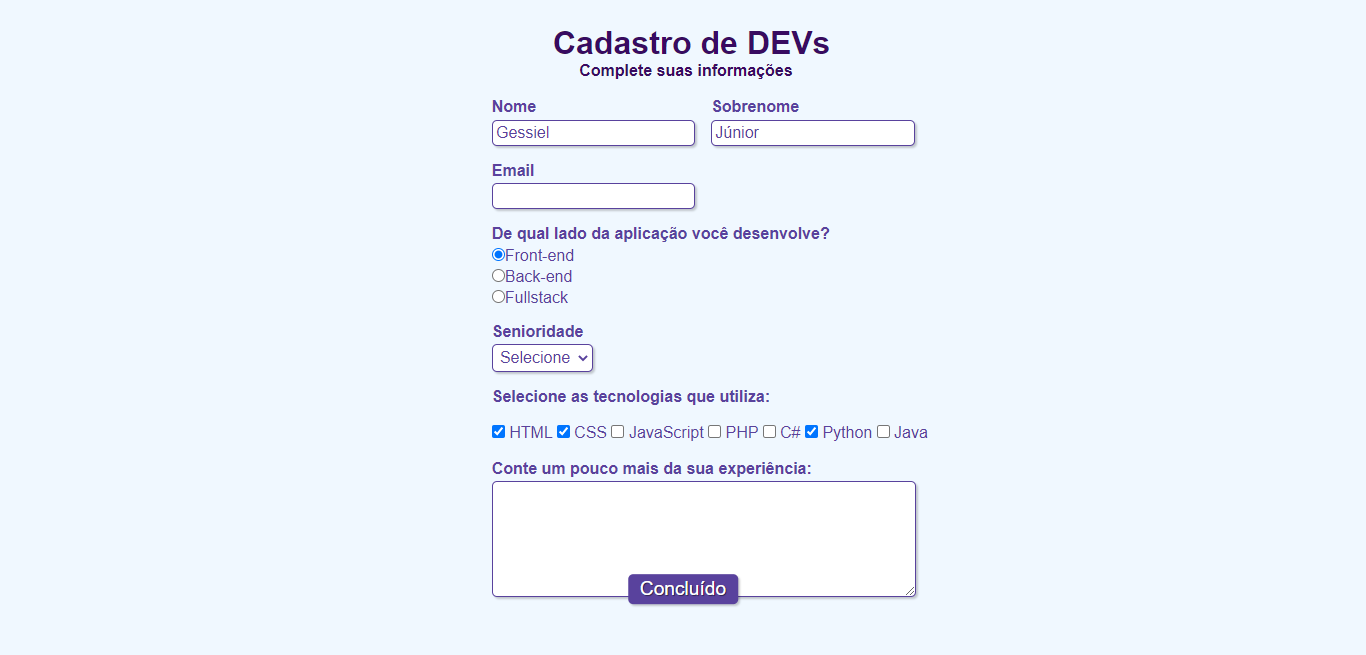 Cadastro de DEVs
Complete suas informações
Nome Sobrenome
Gessiel Júnior
Email
De qual lado da aplicação você desenvolve?
Front-end
Back-end
Fullstack
Senioridade
Selecione
Selecione as tecnologias que utiliza:
HTML CSS JavaScript PHP C# Python Java
Conte um pouco mais da sua experiência:
Concluído